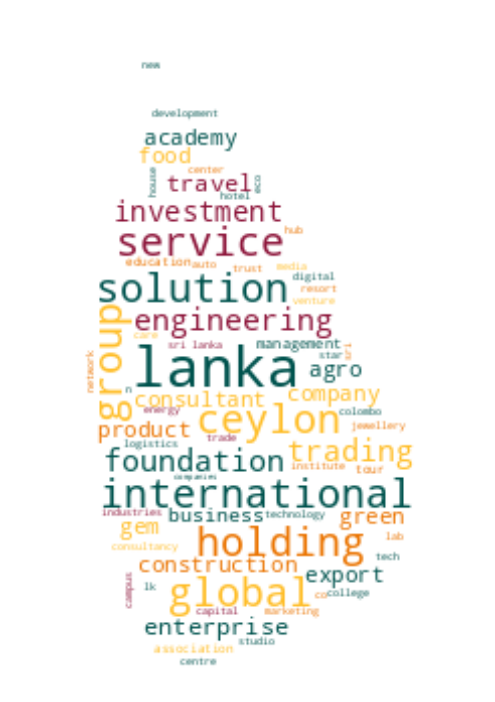 new
development
academy
food
center
house
travel
eco
hotel
investment
hub
service
education
auto
trust
media
digital
solution
resort
venture
group
engineering
care
sri lanka
management
star
sri
network
lanka
agro
n
consultant
company
energy
ceylon
colombo
product
trade
jewellery
logistics
trading
foundation
institute
tour
companies
international
industries
business
technology
green
gem
lab
consultancy
holding
tech
construction
export
campus
lk
global
co
college
capital
marketing
enterprise
studio
association
centre